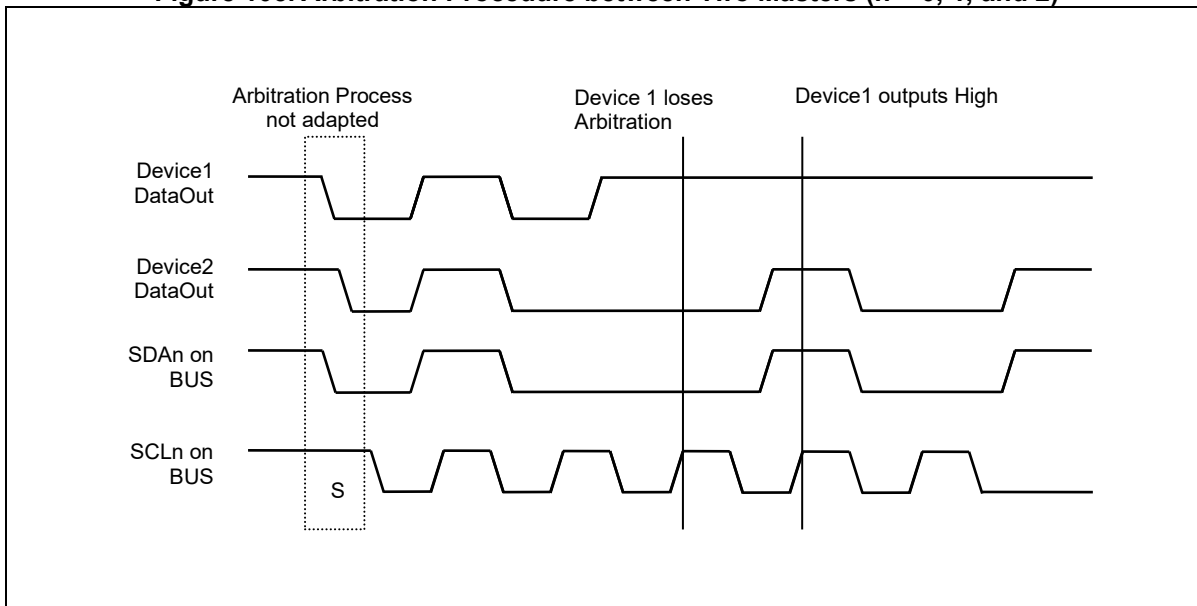 Arbitration Process
not adapted
Device 1 loses
Arbitration
Device1 outputs High
Device1
DataOut
Device2
DataOut
SDAn on
BUS
SCLn on
BUS
S